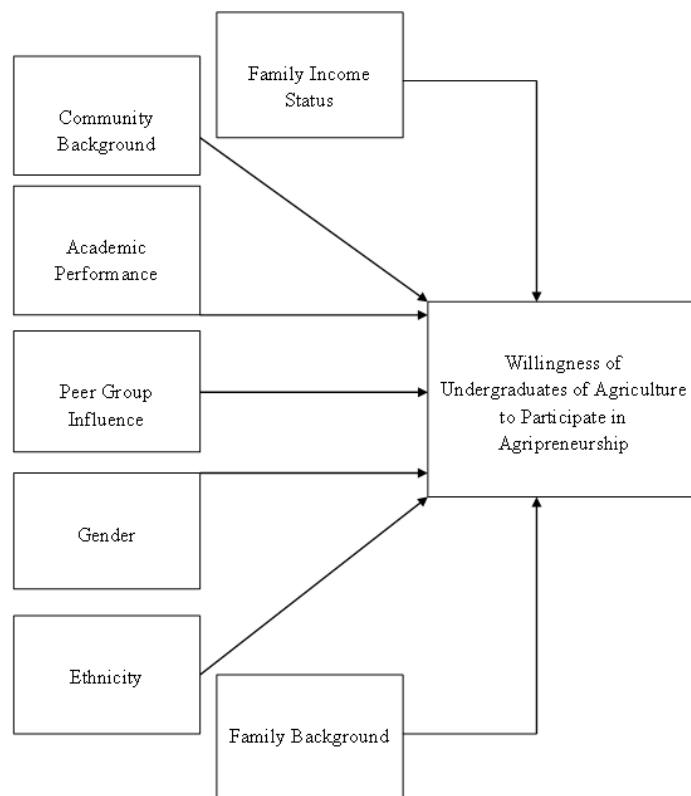 Family Income
Status
Community
Background
Academic
Performance
Peer Group
Influence
Gender
Ethnicity
Family Background
Willingness of
Undergraduates of Agriculture
to Participate in
Agripreneurship